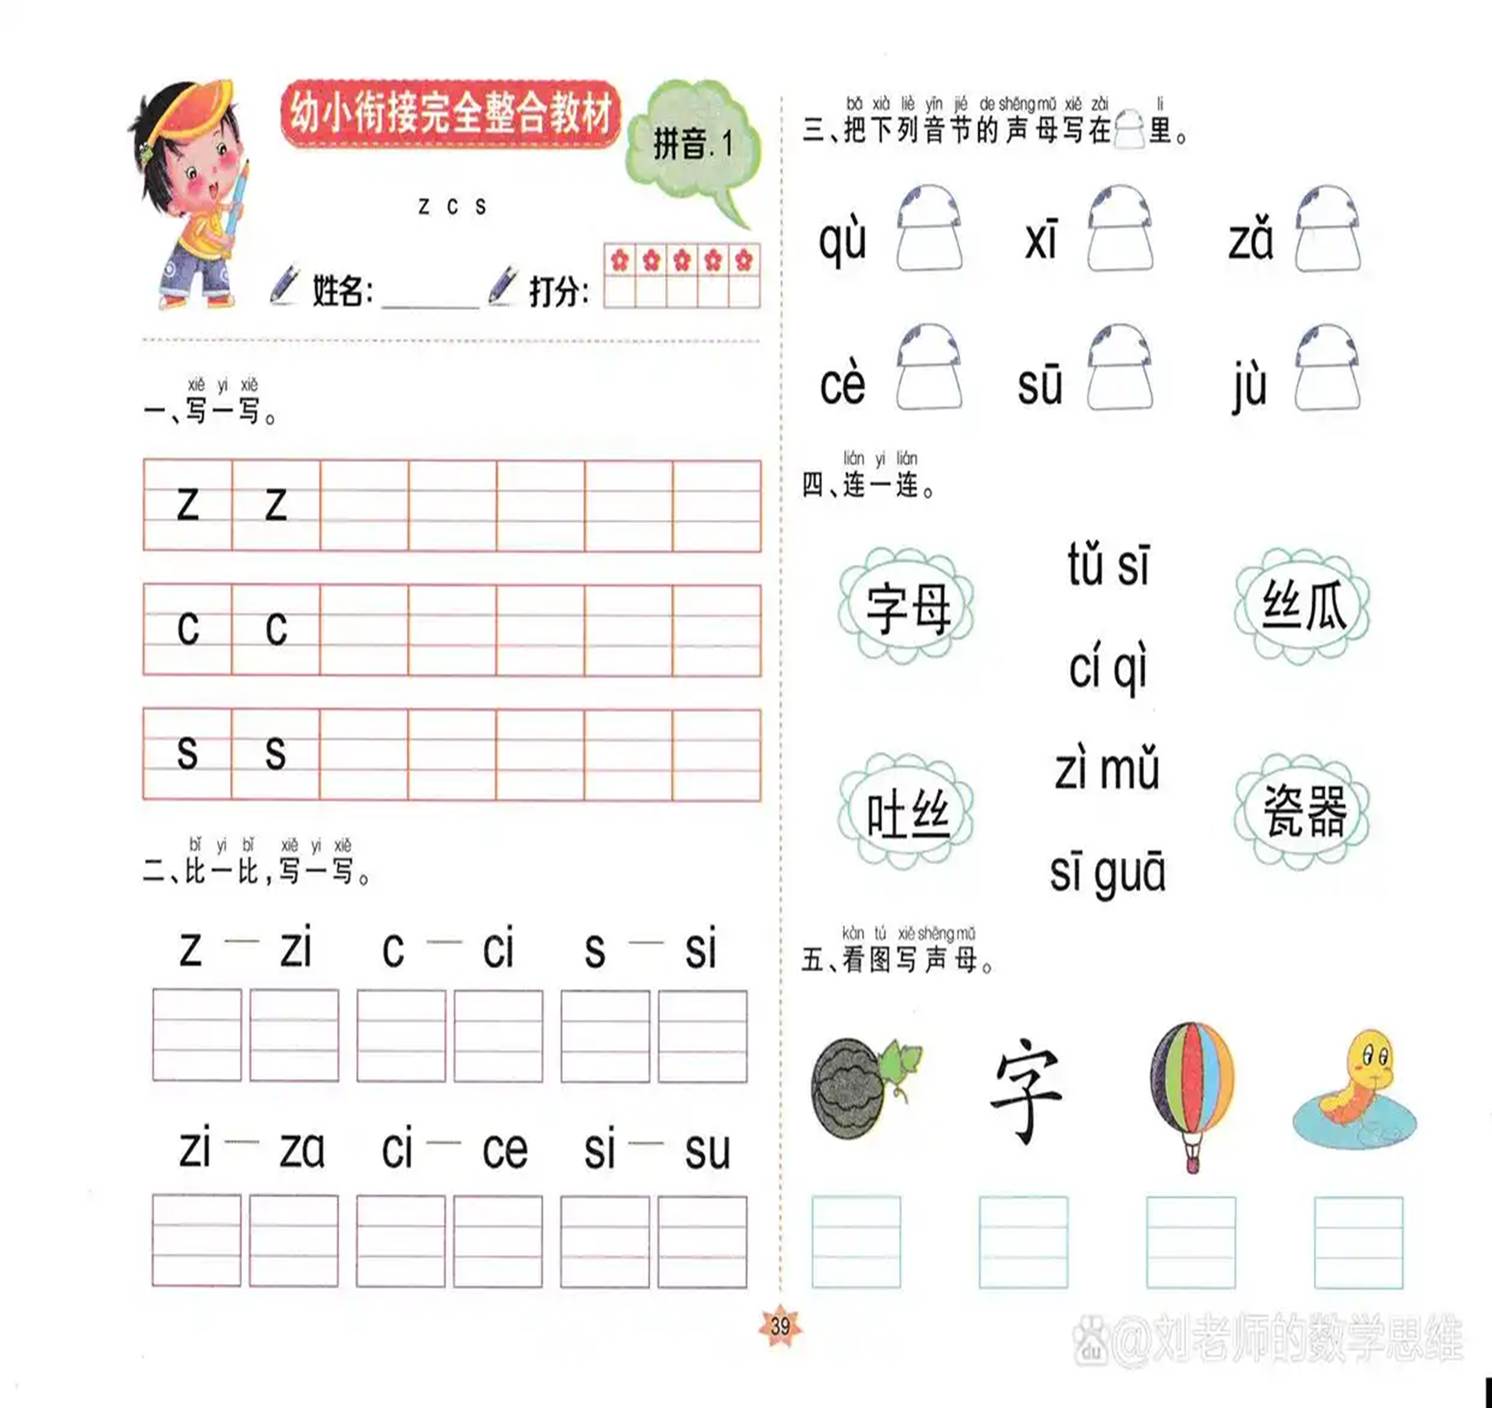 幼小衔接完全整合教材
拼音.1
z c s
姓名：
打分：
xiě yi xiě
一、写一写。
z z
c c
s s
bǐ yi bǐ xiě yi xiě
二、比一比，写一写。
z — zi c — ci s — si
zi — za ci — ce si — su
bǎ xià liè yīn jié de shēng mǔ xiě zài lǐ
三、把下列音节的声母写在里。
qù xī zǎ
cè sū jù
lián yi lián
四、连一连。
字母 tǔ sī 丝瓜
cí qì
吐丝 zì mǔ 瓷器
sī guā
kàn tú xiě shēng mǔ
五、看图写声母。
字
39
du @刘老师的数学思维